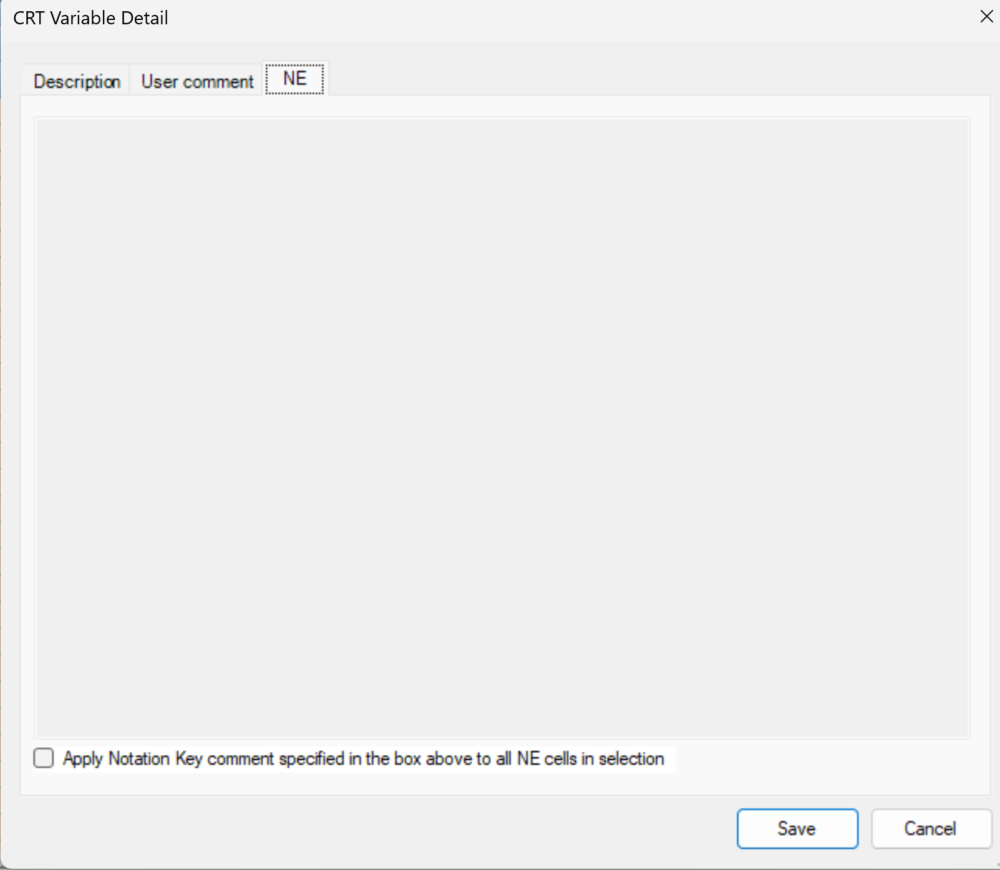 CRT Variable Detail
Description User comment NE
Apply Notation Key comment specified in the box above to all NE cells in selection
Save Cancel